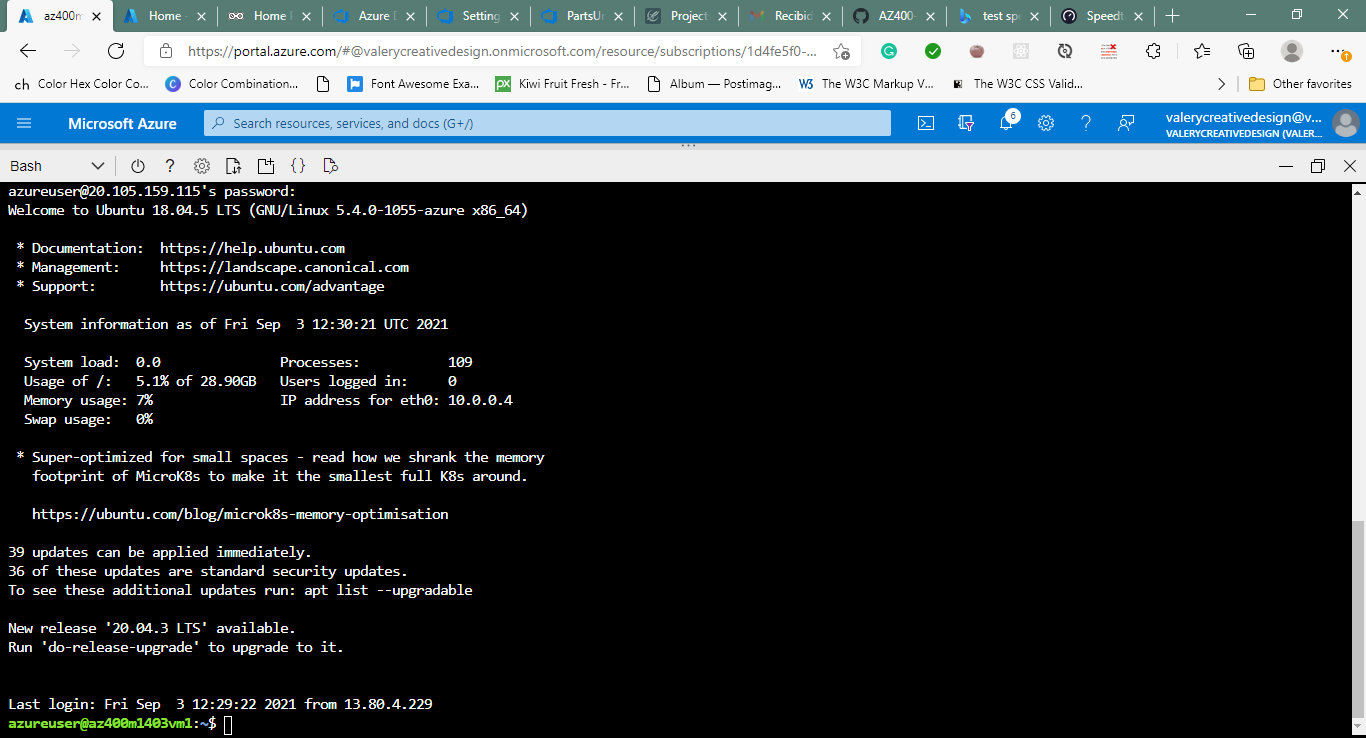 az400m
Home -
Home
Azure D
Setting
PartsUn
Project
Recibid
AZ400-
test spe
Speedt
https://portal.azure.com/#@valerycreativedesign.onmicrosoft.com/resource/subscriptions/1d4fe5f0-...
ch Color Hex Color Co...
Color Combination...
Font Awesome Exa...
px Kiwi Fruit Fresh - Fr...
Album — Postimag...
W3 The W3C Markup V...
The W3C CSS Valid...
Other favorites
Microsoft Azure
Search resources, services, and docs (G+/)
6
valerycreativedesign@v...
VALERYCREATIVEDESIGN (VALER...
Bash
azureuser@20.105.159.115's password:
Welcome to Ubuntu 18.04.5 LTS (GNU/Linux 5.4.0-1055-azure x86_64)
* Documentation: https://help.ubuntu.com
* Management: https://landscape.canonical.com
* Support: https://ubuntu.com/advantage
System information as of Fri Sep 3 12:30:21 UTC 2021
System load: 0.0 Processes: 109
Usage of /: 5.1% of 28.90GB Users logged in: 0
Memory usage: 7% IP address for eth0: 10.0.0.4
Swap usage: 0%
* Super-optimized for small spaces - read how we shrank the memory
footprint of MicroK8s to make it the smallest full K8s around.
https://ubuntu.com/blog/microk8s-memory-optimisation
39 updates can be applied immediately.
36 of these updates are standard security updates.
To see these additional updates run: apt list --upgradable
New release '20.04.3 LTS' available.
Run 'do-release-upgrade' to upgrade to it.
Last login: Fri Sep 3 12:29:22 2021 from 13.80.4.229
azureuser@az400m1403vm1:~$